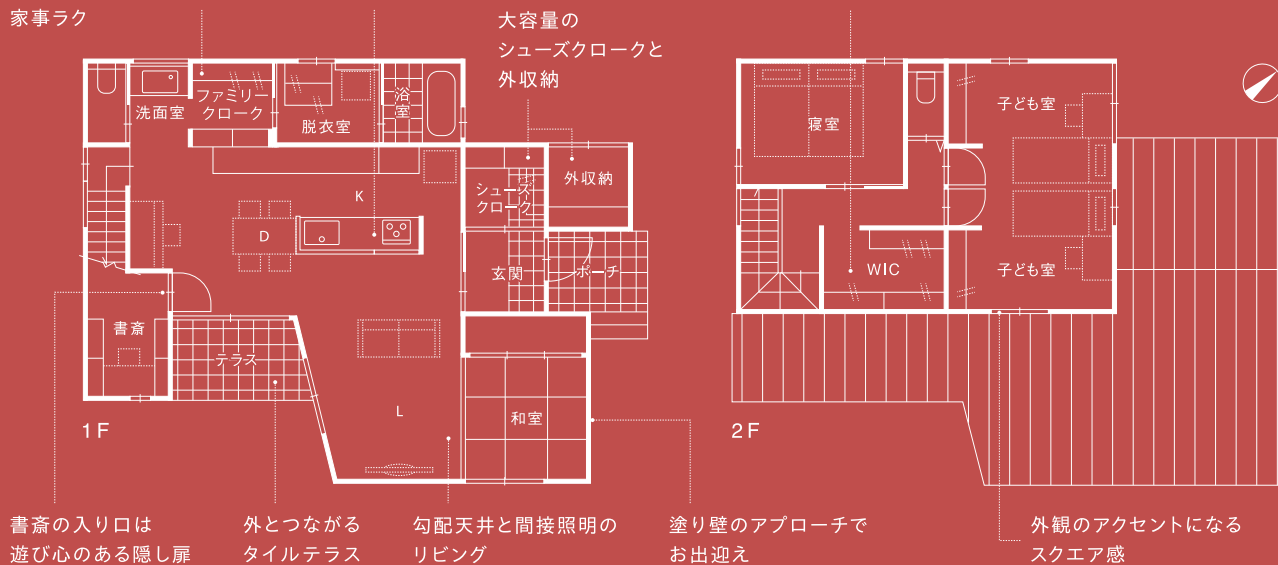 家事ラク
大容量の
シューズクロークと
外収納
洗面室
ファミリー
クローク
脱衣室
浴室
シューズ
クローク
外収納
K
D
玄関
ポーチ
書斎
テラス
L
和室
1F
寝室
子ども室
WIC
子ども室
2F
書斎の入り口は
遊び心のある隠し扉
外とつながる
タイルテラス
勾配天井と間接照明の
リビング
塗り壁のアプローチで
お出迎え
外観のアクセントになる
スクエア感